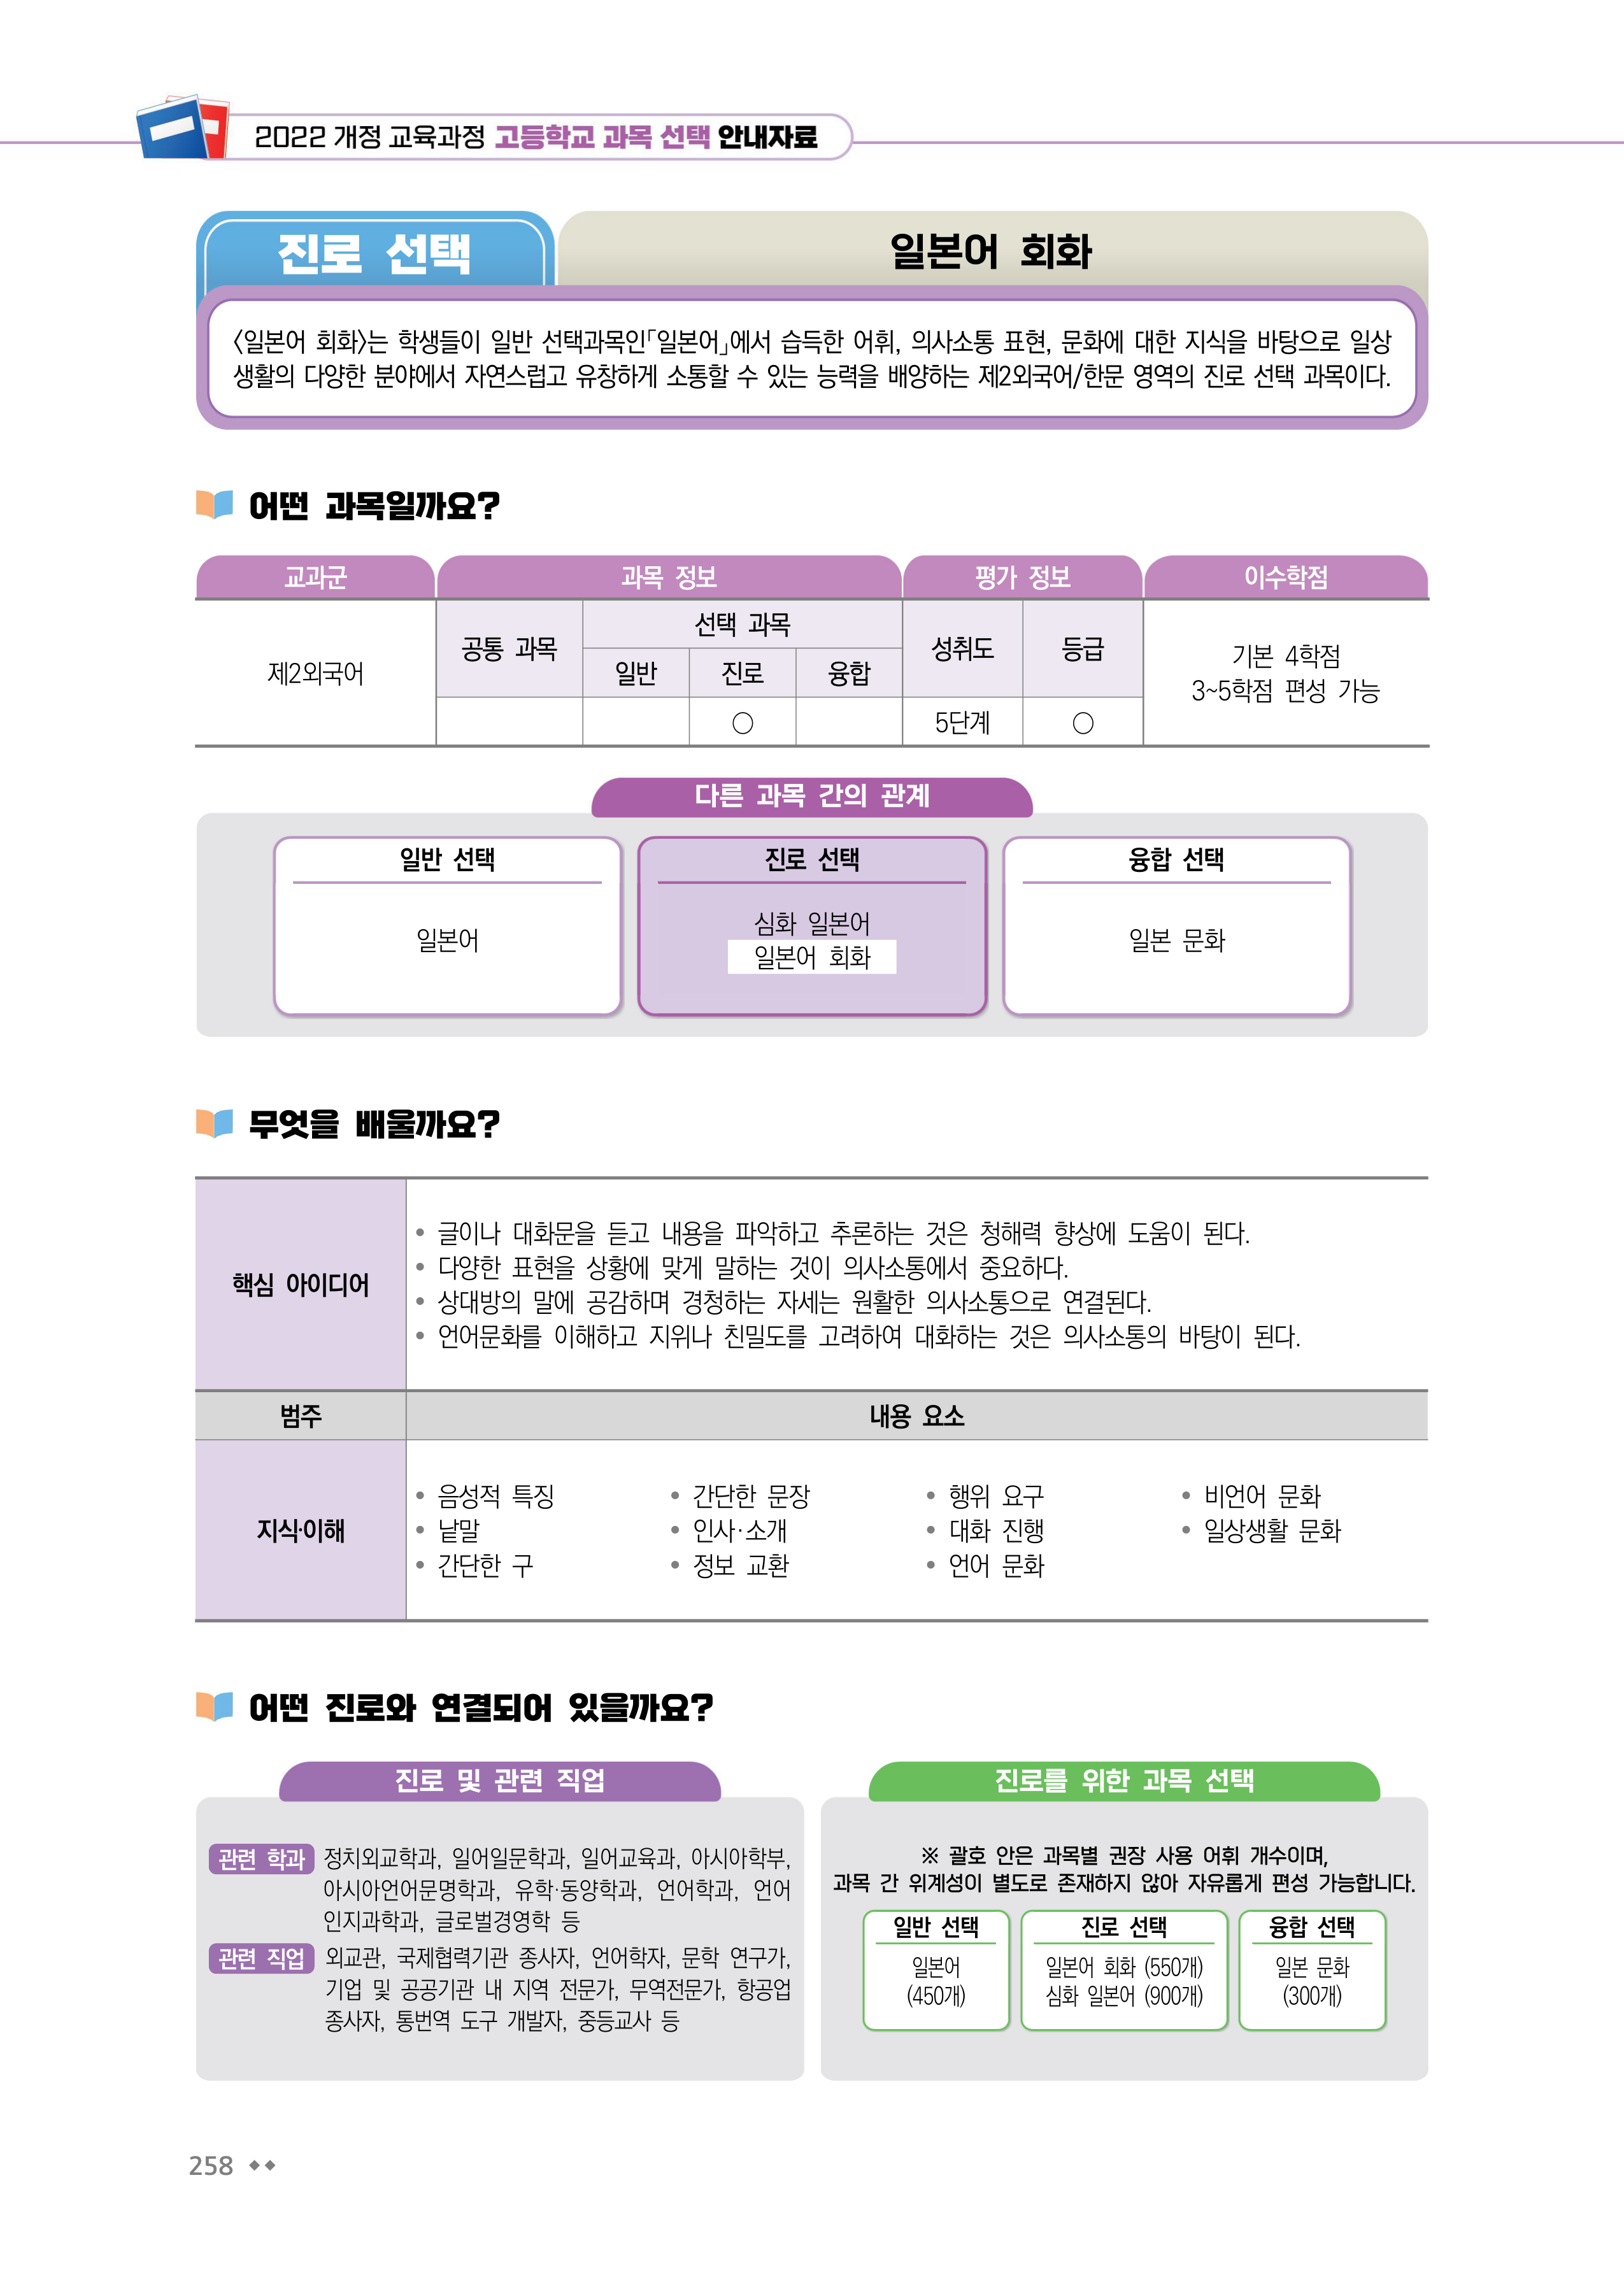 2022 개정 교육과정 고등학교 과목 선택 안내자료
진로 선택
일본어 회화
〈일본어 회화〉는 학생들이 일반 선택과목인「일본어」에서 습득한 어휘, 의사소통 표현, 문화에 대한 지식을 바탕으로 일상
생활의 다양한 분야에서 자연스럽고 유창하게 소통할 수 있는 능력을 배양하는 제2외국어/한문 영역의 진로 선택 과목이다.
어떤 과목일까요?
교과군 과목 정보 평가 정보 이수학점
제2외국어
공통 과목
선택 과목
일반 진로 융합
성취도 등급
○
5단계 ○
기본 4학점
3~5학점 편성 가능
다른 과목 간의 관계
일반 선택
일본어
진로 선택
심화 일본어
일본어 회화
융합 선택
일본 문화
무엇을 배울까요?
핵심 아이디어
• 글이나 대화문을 듣고 내용을 파악하고 추론하는 것은 청해력 향상에 도움이 된다.
• 다양한 표현을 상황에 맞게 말하는 것이 의사소통에서 중요하다.
• 상대방의 말에 공감하며 경청하는 자세는 원활한 의사소통으로 연결된다.
• 언어문화를 이해하고 지위나 친밀도를 고려하여 대화하는 것은 의사소통의 바탕이 된다.
범주 내용 요소
지식·이해
• 음성적 특징
• 낱말
• 간단한 구
• 간단한 문장
• 인사·소개
• 정보 교환
• 행위 요구
• 대화 진행
• 언어 문화
• 비언어 문화
• 일상생활 문화
어떤 진로와 연결되어 있을까요?
진로 및 관련 직업
관련 학과 정치외교학과, 일어일문학과, 일어교육과, 아시아학부,
아시아언어문명학과, 유학·동양학과, 언어학과, 언어
인지과학과, 글로벌경영학 등
관련 직업 외교관, 국제협력기관 종사자, 언어학자, 문학 연구가,
기업 및 공공기관 내 지역 전문가, 무역전문가, 항공업
종사자, 통번역 도구 개발자, 중등교사 등
진로를 위한 과목 선택
※ 괄호 안은 과목별 권장 사용 어휘 개수이며,
과목 간 위계성이 별도로 존재하지 않아 자유롭게 편성 가능합니다.
일반 선택
일본어
(450개)
진로 선택
일본어 회화 (550개)
심화 일본어 (900개)
융합 선택
일본 문화
(300개)
258